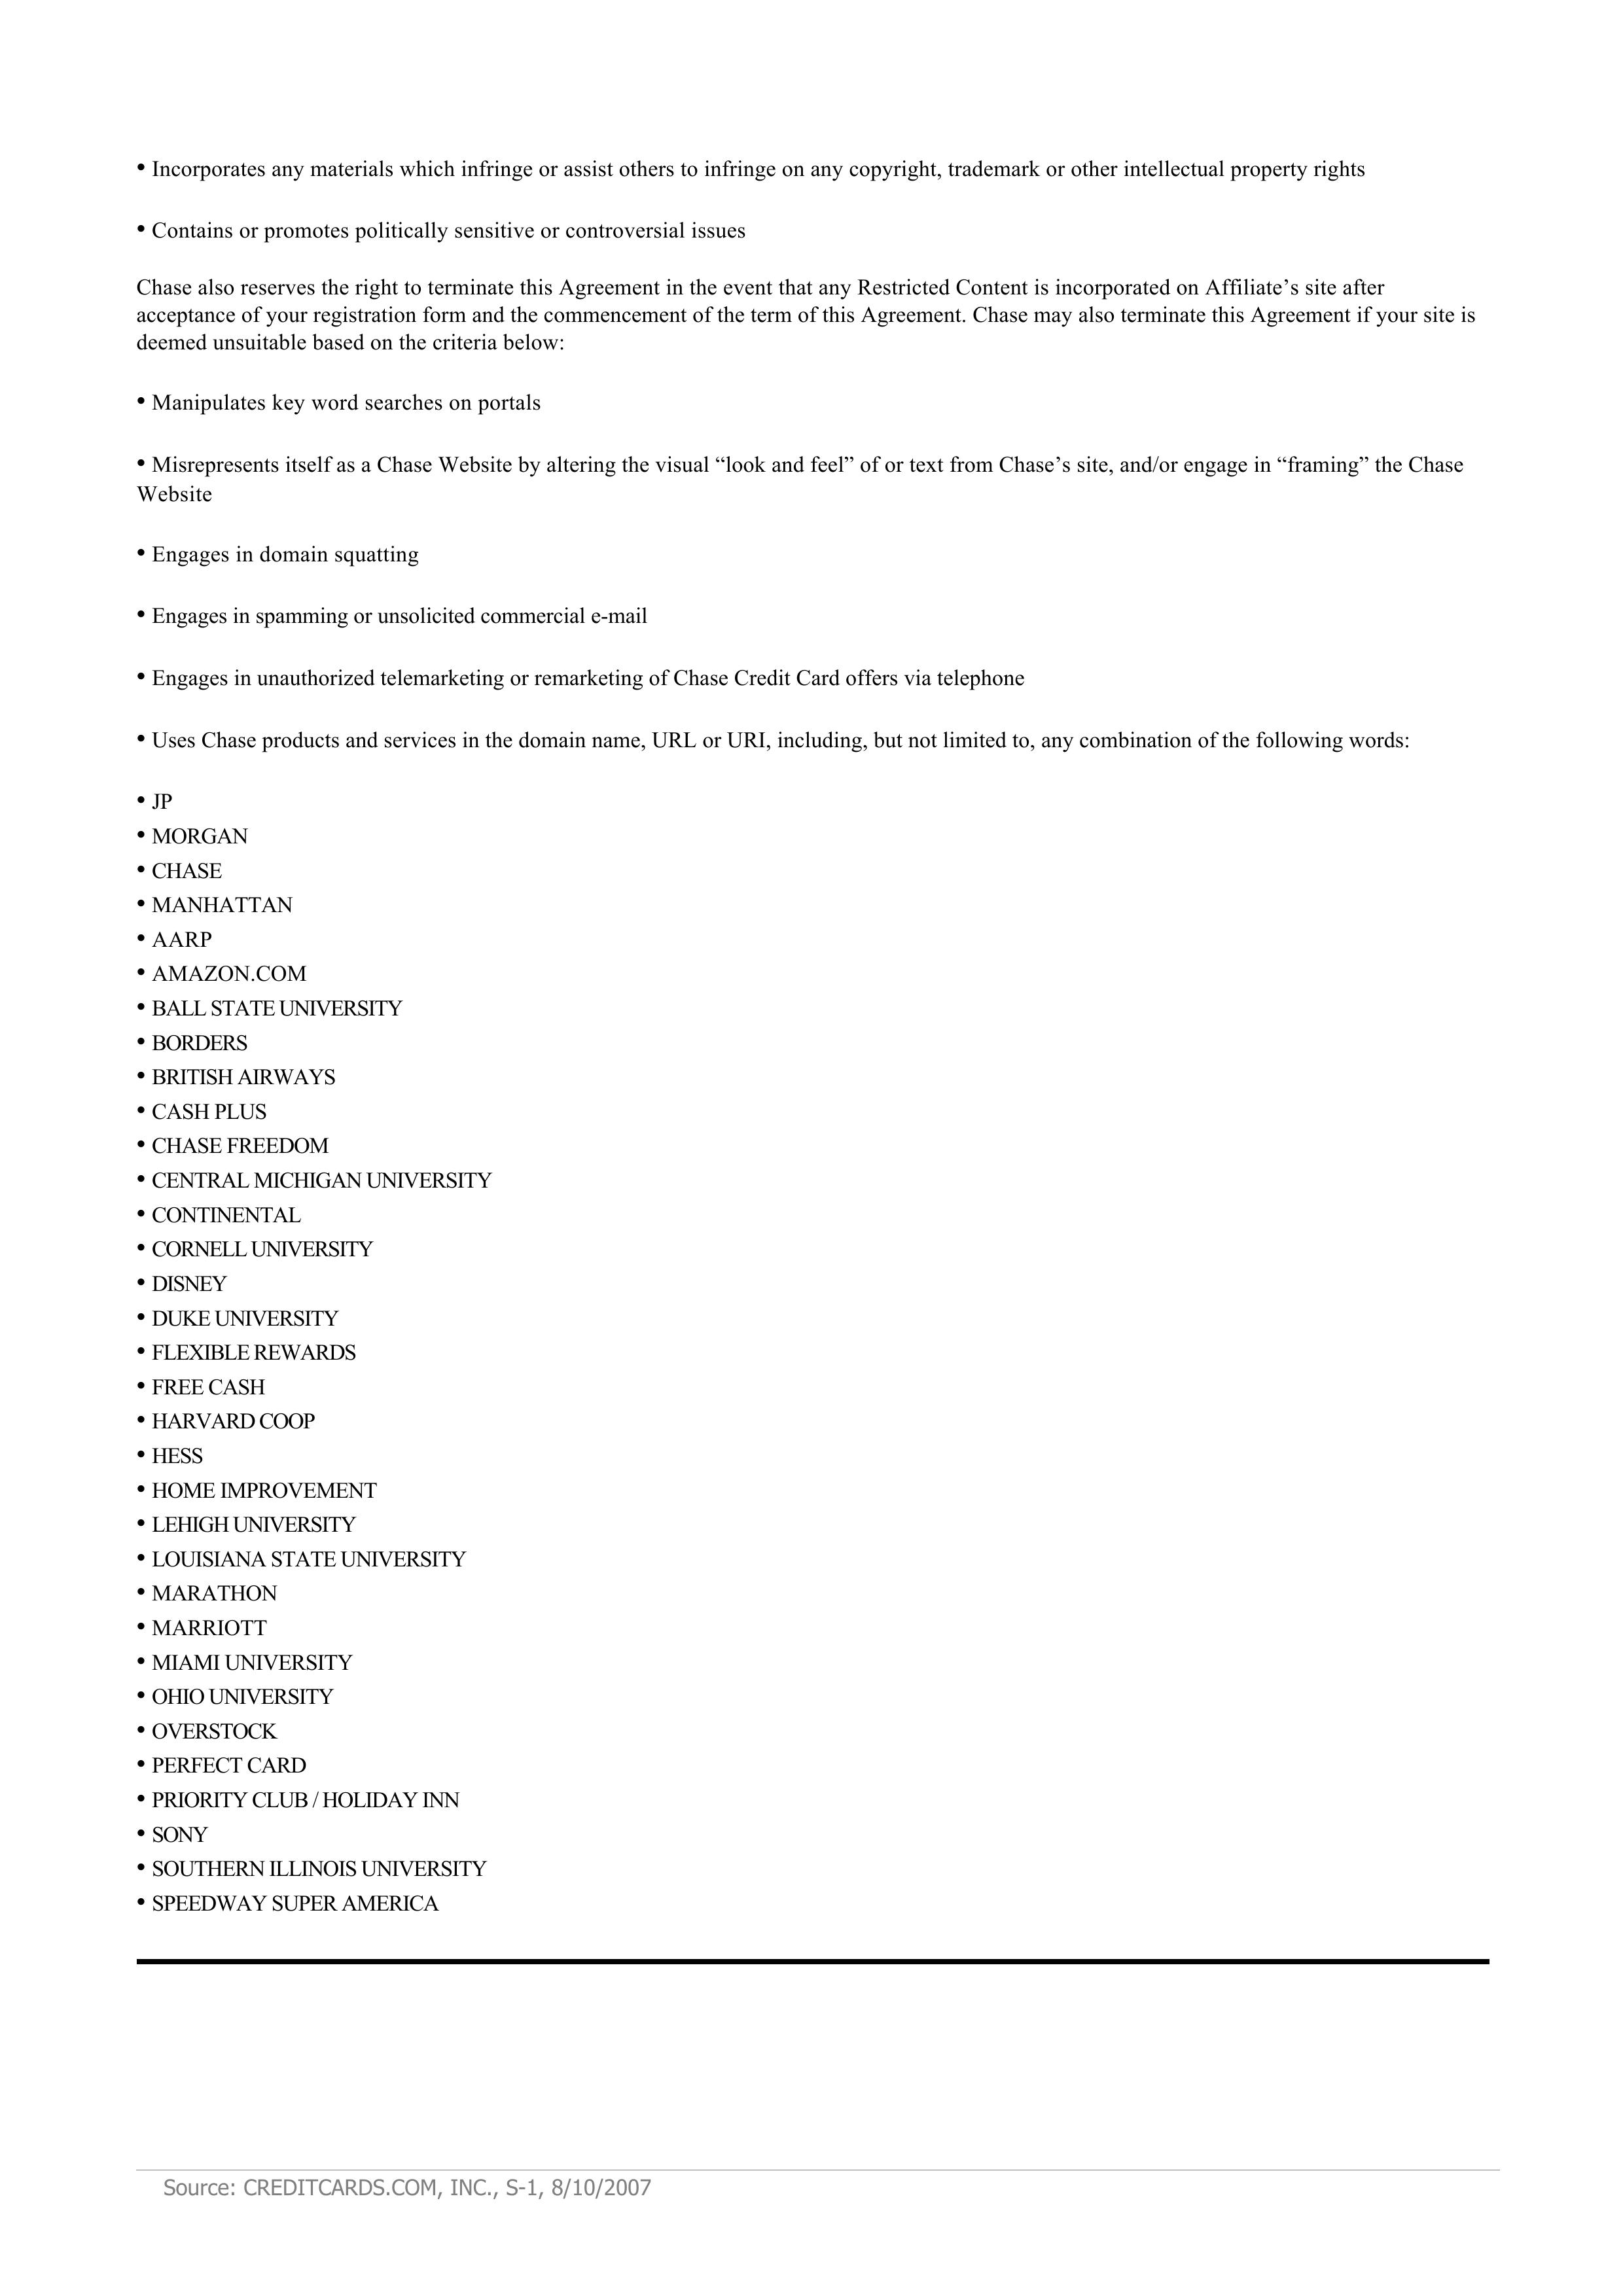 • Incorporates any materials which infringe or assist others to infringe on any copyright, trademark or other intellectual property rights
• Contains or promotes politically sensitive or controversial issues
Chase also reserves the right to terminate this Agreement in the event that any Restricted Content is incorporated on Affiliate’s site after
acceptance of your registration form and the commencement of the term of this Agreement. Chase may also terminate this Agreement if your site is
deemed unsuitable based on the criteria below:
• Manipulates key word searches on portals
• Misrepresents itself as a Chase Website by altering the visual “look and feel” of or text from Chase’s site, and/or engage in “framing” the Chase
Website
• Engages in domain squatting
• Engages in spamming or unsolicited commercial e-mail
• Engages in unauthorized telemarketing or remarketing of Chase Credit Card offers via telephone
• Uses Chase products and services in the domain name, URL or URI, including, but not limited to, any combination of the following words:
• JP
• MORGAN
• CHASE
• MANHATTAN
• AARP
• AMAZON.COM
• BALL STATE UNIVERSITY
• BORDERS
• BRITISH AIRWAYS
• CASH PLUS
• CHASE FREEDOM
• CENTRAL MICHIGAN UNIVERSITY
• CONTINENTAL
• CORNELL UNIVERSITY
• DISNEY
• DUKE UNIVERSITY
• FLEXIBLE REWARDS
• FREE CASH
• HARVARD COOP
• HESS
• HOME IMPROVEMENT
• LEHIGH UNIVERSITY
• LOUISIANA STATE UNIVERSITY
• MARATHON
• MARRIOTT
• MIAMI UNIVERSITY
• OHIO UNIVERSITY
• OVERSTOCK
• PERFECT CARD
• PRIORITY CLUB / HOLIDAY INN
• SONY
• SOUTHERN ILLINOIS UNIVERSITY
• SPEEDWAY SUPER AMERICA
Source: CREDITCARDS.COM, INC., S-1, 8/10/2007